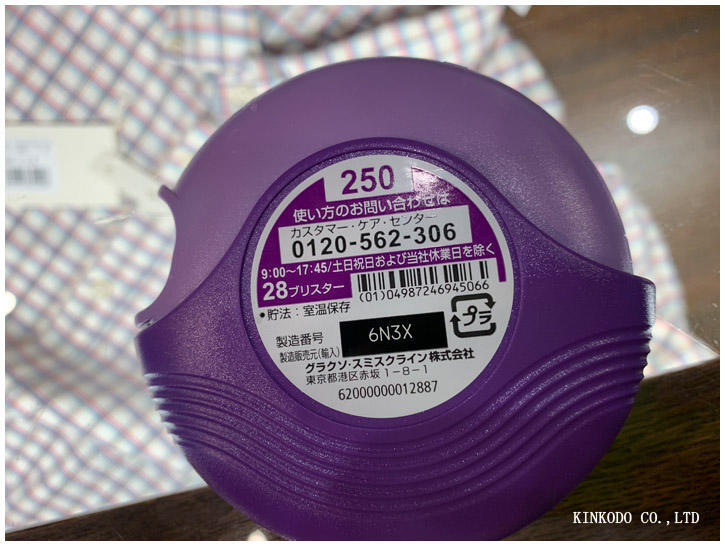 250
使い方のお問い合わせは
カスタマー・ケア・センター
0120-562-306
9:00～17:45/土日祝日および当社休業日を除く
28ブリスター
(01)04987246945066
•貯法：室温保存
プラ
製造番号 6N3X
製造販売元(輸入)
グラクソ・スミスクライン株式会社
東京都港区赤坂1-8-1
62000000012887
KINKODO CO.,LTD